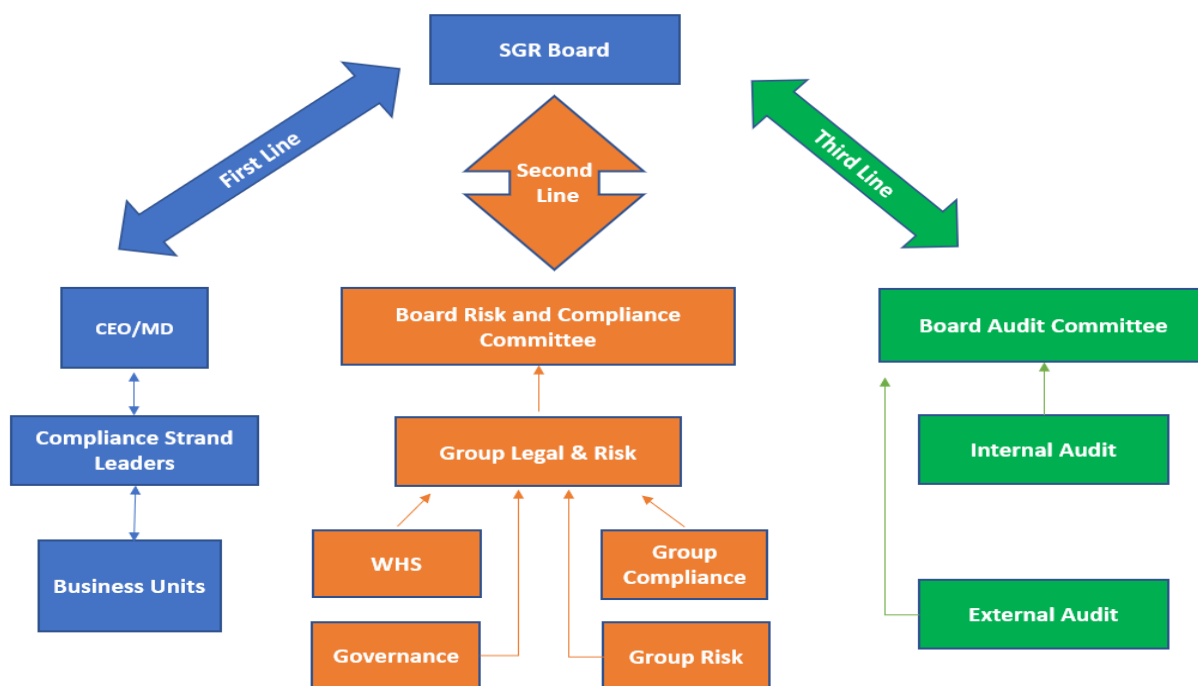 SGR Board
First Line
Second
Line
Third Line
CEO/MD
Board Risk and Compliance
Committee
Board Audit Committee
Compliance Strand
Leaders
Group Legal & Risk
Internal Audit
WHS
Group
Compliance
Business Units
External Audit
Governance
Group Risk